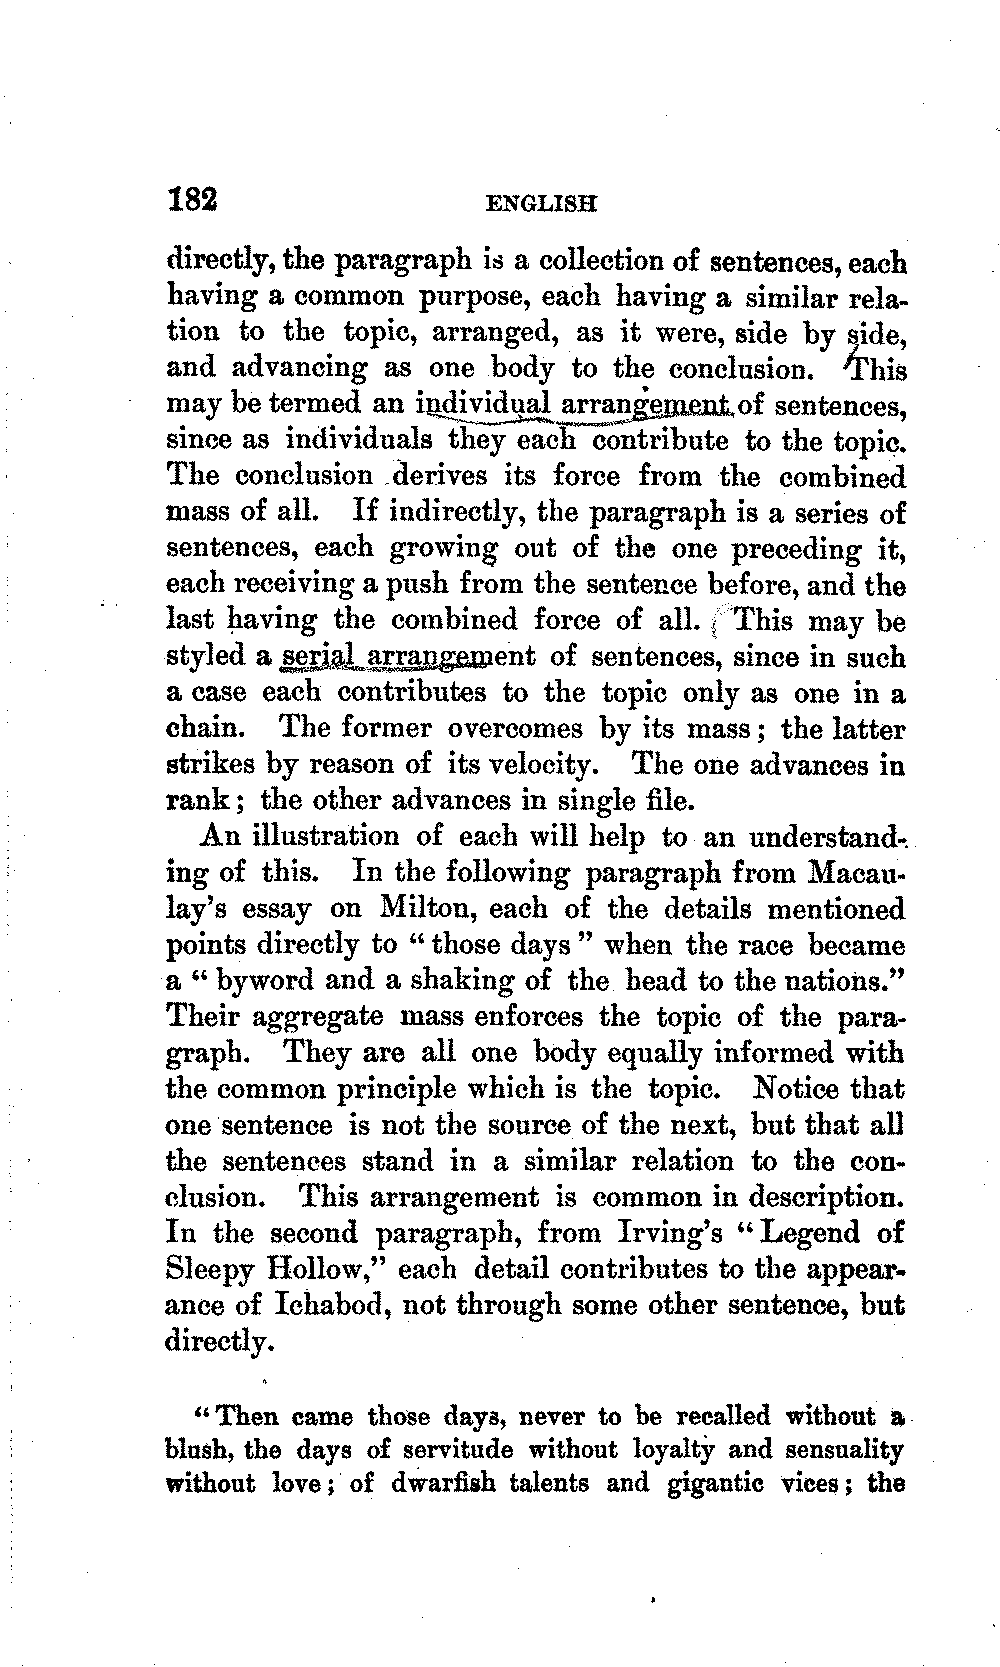 182 ENGLISH
directly, the paragraph is a collection of sentences, each
having a common purpose, each having a similar rela-
tion to the topic, arranged, as it were, side by side,
and advancing as one body to the conclusion. This
may be termed an individual arrangement of sentences,
since as individuals they each contribute to the topic.
The conclusion derives its force from the combined
mass of all. If indirectly, the paragraph is a series of
sentences, each growing out of the one preceding it,
each receiving a push from the sentence before, and the
last having the combined force of all. This may be
styled a serial arrangement of sentences, since in such
a case each contributes to the topic only as one in a
chain. The former overcomes by its mass; the latter
strikes by reason of its velocity. The one advances in
rank; the other advances in single file.
An illustration of each will help to an understand-
ing of this. In the following paragraph from Macau-
lay's essay on Milton, each of the details mentioned
points directly to "those days" when the race became
a "byword and a shaking of the head to the nations."
Their aggregate mass enforces the topic of the para-
graph. They are all one body equally informed with
the common principle which is the topic. Notice that
one sentence is not the source of the next, but that all
the sentences stand in a similar relation to the con-
clusion. This arrangement is common in description.
In the second paragraph, from Irving's "Legend of
Sleepy Hollow," each detail contributes to the appear-
ance of Ichabod, not through some other sentence, but
directly.
"Then came those days, never to be recalled without a
blush, the days of servitude without loyalty and sensuality
without love; of dwarfish talents and gigantic vices; the